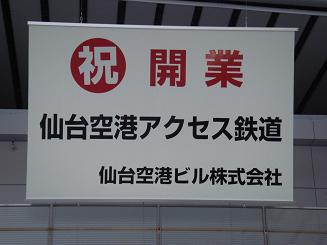 祝 開業
仙台空港アクセス鉄道
仙台空港ビル株式会社